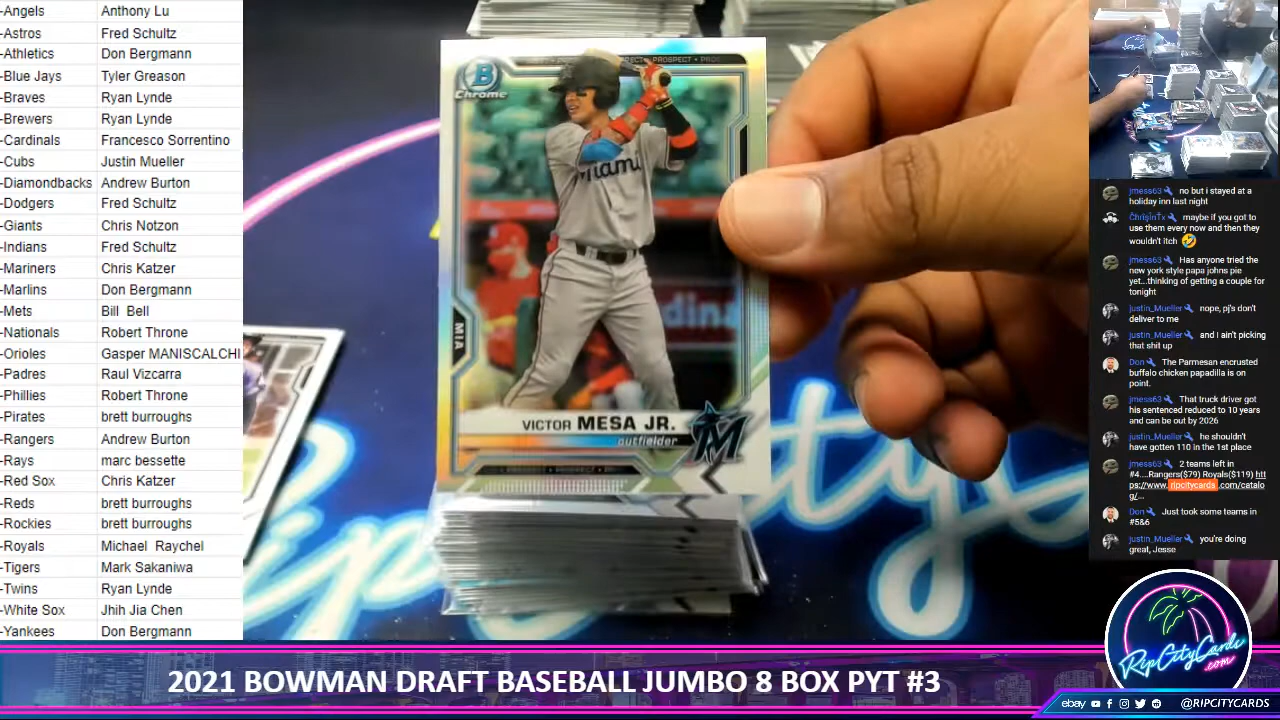 -Angels Anthony Lu
-Astros Fred Schultz
-Athletics Don Bergmann
-Blue Jays Tyler Greason
-Braves Ryan Lynde
-Brewers Ryan Lynde
-Cardinals Francesco Sorrentino
-Cubs Justin Mueller
-Diamondbacks Andrew Burton
-Dodgers Fred Schultz
-Giants Chris Notzon
-Indians Fred Schultz
-Mariners Chris Katzer
-Marlins Don Bergmann
-Mets Bill Bell
-Nationals Robert Throne
-Orioles Gasper MANISCALCHI
-Padres Raul Vizcarra
-Phillies Robert Throne
-Pirates brett burroughs
-Rangers Andrew Burton
-Rays marc bessette
-Red Sox Chris Katzer
-Reds brett burroughs
-Rockies brett burroughs
-Royals Michael Raychel
-Tigers Mark Sakaniwa
-Twins Ryan Lynde
-White Sox Jhih Jia Chen
-Yankees Don Bergmann
B
Chrome
PROSPECT
Miami
MIA
VICTOR MESA JR.
outfielder
M
PROSPECT
jmess63 no but i stayed at a
holiday inn last night
maybe if you got to
use them every now and then they
wouldn't itch 🤣
jmess63 Has anyone tried the
new york style papa johns pie
yet...thinking of getting a couple for
tonight
justin_Mueller nope, pj's don't
deliver to me
justin_Mueller and I ain't picking
that shit up
Don The Parmesan encrusted
buffalo chicken papadilla is on
point.
jmess63 That truck driver got
his sentenced reduced to 10 years
and can be out by 2026
justin_Mueller he shouldn't
have gotten 110 in the 1st place
jmess63 2 teams left in
#4...Rangers($79) Royals($119) htt
ps://www.ripcitycards.com/catalo
g/...
Don Just took some teams in
#5&6
justin_Mueller you're doing
great, Jesse
RipCityCards
.com
2021 BOWMAN DRAFT BASEBALL JUMBO 8 BOX PYT #3
ebay @RIPCITYCARDS